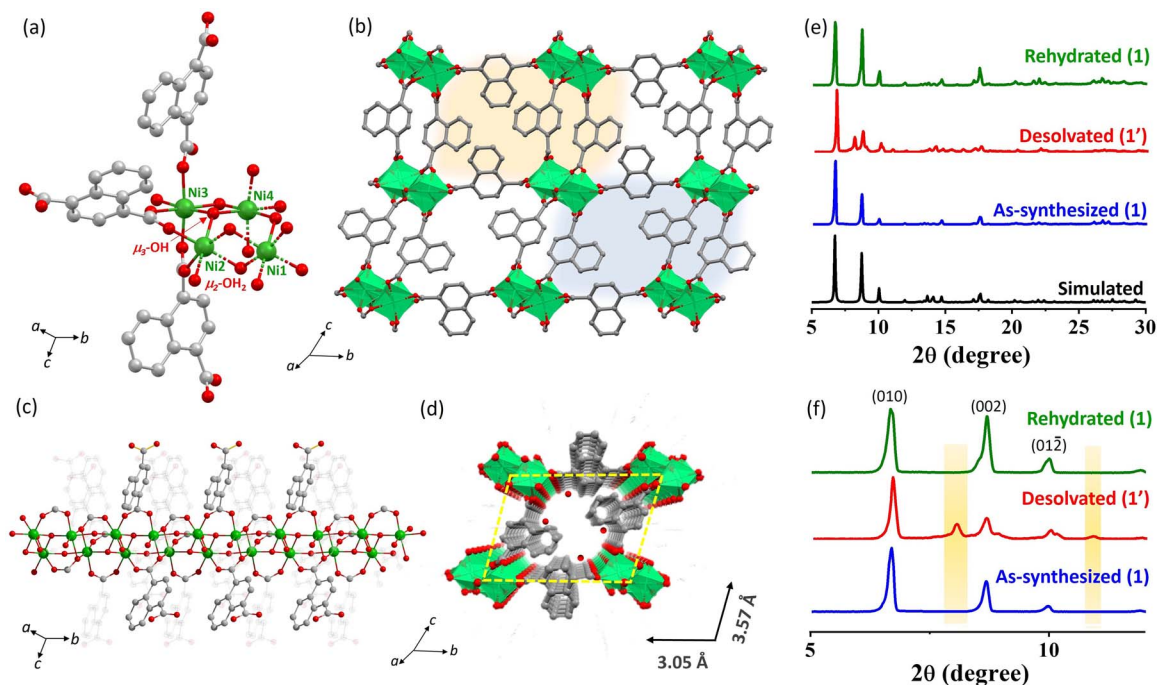 (a)
Ni3
Ni4
μ3-OH
Ni2
Ni1
μ2-OH2
a
b
c
(b)
c
b
a
(c)
a
b
c
(d)
c
b
a
3.57 Å
3.05 Å
(e)
Rehydrated (1)
Desolvated (1')
As-synthesized (1)
Simulated
5 10 15 20 25 30
2θ (degree)
(f)
(010)
(002)
(012̅)
Rehydrated (1)
Desolvated (1')
As-synthesized (1)
10
2θ (degree)